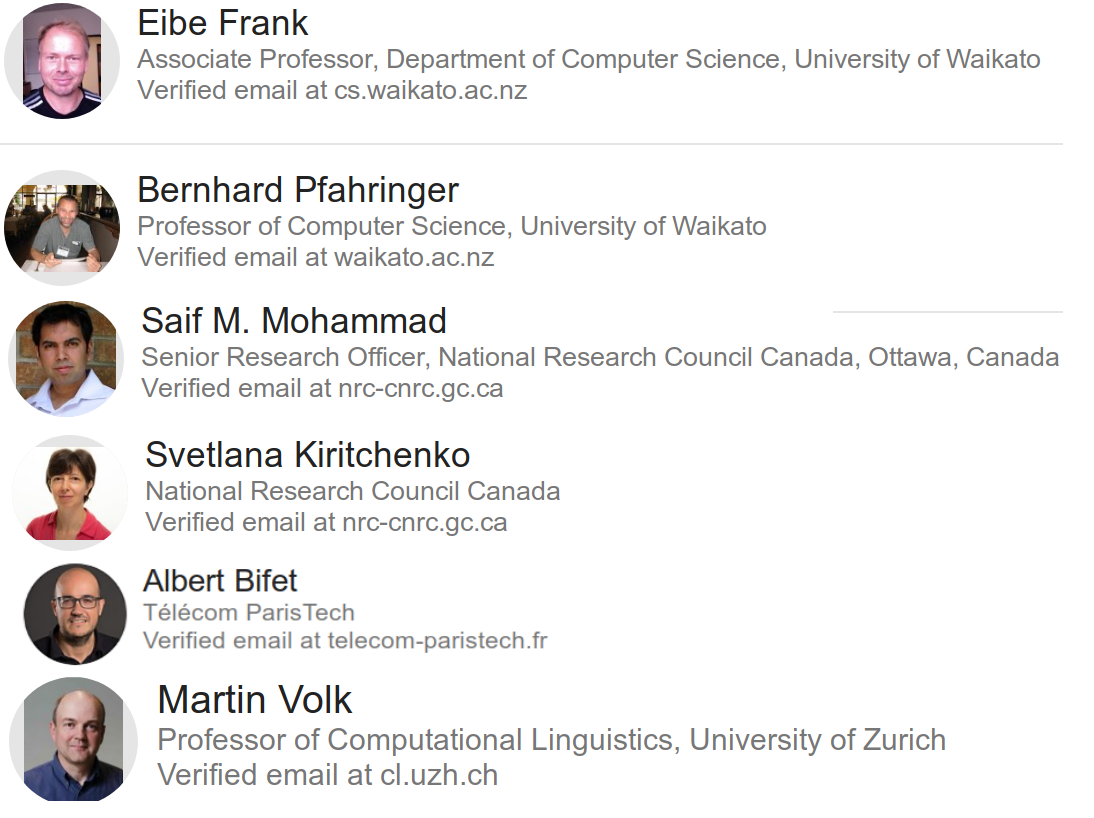 Eibe Frank
Associate Professor, Department of Computer Science, University of Waikato
Verified email at cs.waikato.ac.nz
Bernhard Pfahringer
Professor of Computer Science, University of Waikato
Verified email at waikato.ac.nz
Saif M. Mohammad
Senior Research Officer, National Research Council Canada, Ottawa, Canada
Verified email at nrc-cnrc.gc.ca
Svetlana Kiritchenko
National Research Council Canada
Verified email at nrc-cnrc.gc.ca
Albert Bifet
Télécom ParisTech
Verified email at telecom-paristech.fr
Martin Volk
Professor of Computational Linguistics, University of Zurich
Verified email at cl.uzh.ch